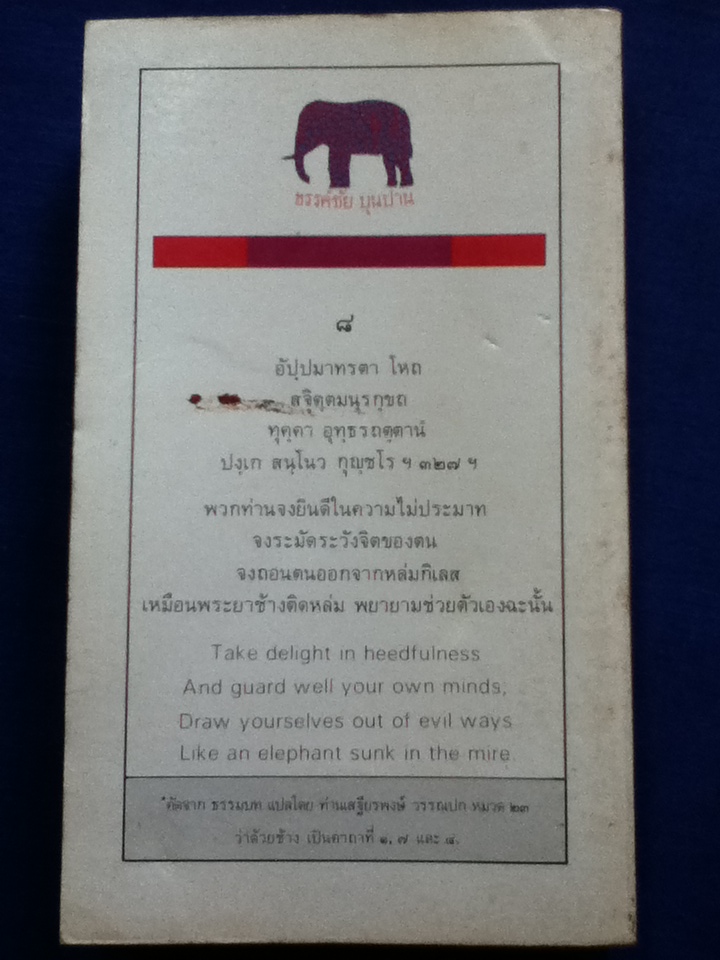 ธรงค์ชัย บุนปาน
๘
อัปฺปมาทรตา โหถ
สจิตฺตมนุรกฺขถ
ทุคฺคา อุทฺธรถตฺตานํ
ปงฺเก สนฺโนว กุญฺชโร ฯ ๓๒๗ ฯ
พวกท่านจงยินดีในความไม่ประมาท
จงระมัดระวังจิตของตน
จงถอนตนออกจากหล่มกิเลส
เหมือนพระยาช้างติดหล่ม พยายามช่วยตัวเองฉะนั้น
Take delight in heedfulness
And guard well your own minds,
Draw yourselves out of evil ways
Like an elephant sunk in the mire.
คัดจาก ธรรมบท แปลโดย ท่านเสฐียรพงษ์ วรรณปก หมวด ๒๓
ว่าด้วยช้าง เป็นคาถาที่ ๑, ๗ และ ๘.